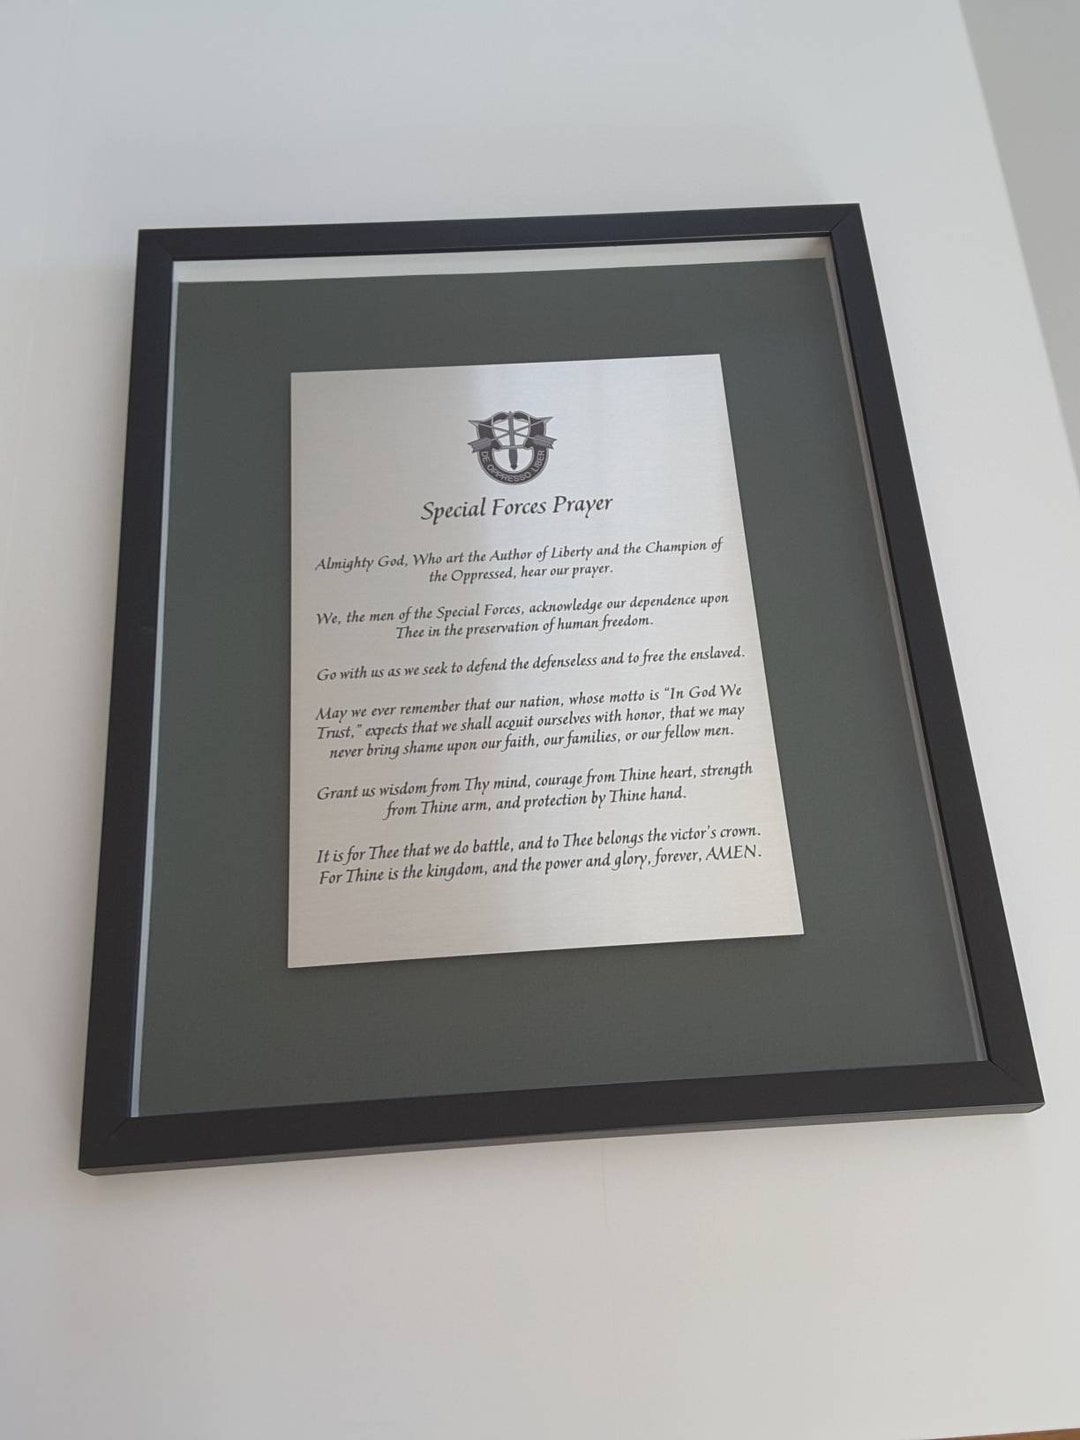 DE OPPRESSO LIBER
Special Forces Prayer
Almighty God, Who art the Author of Liberty and the Champion of
the Oppressed, hear our prayer.
We, the men of the Special Forces, acknowledge our dependence upon
Thee in the preservation of human freedom.
Go with us as we seek to defend the defenseless and to free the enslaved.
May we ever remember that our nation, whose motto is “In God We
Trust,” expects that we shall acquit ourselves with honor, that we may
never bring shame upon our faith, our families, or our fellow men.
Grant us wisdom from Thy mind, courage from Thine heart, strength
from Thine arm, and protection by Thine hand.
It is for Thee that we do battle, and to Thee belongs the victor’s crown.
For Thine is the kingdom, and the power and glory, forever, AMEN.